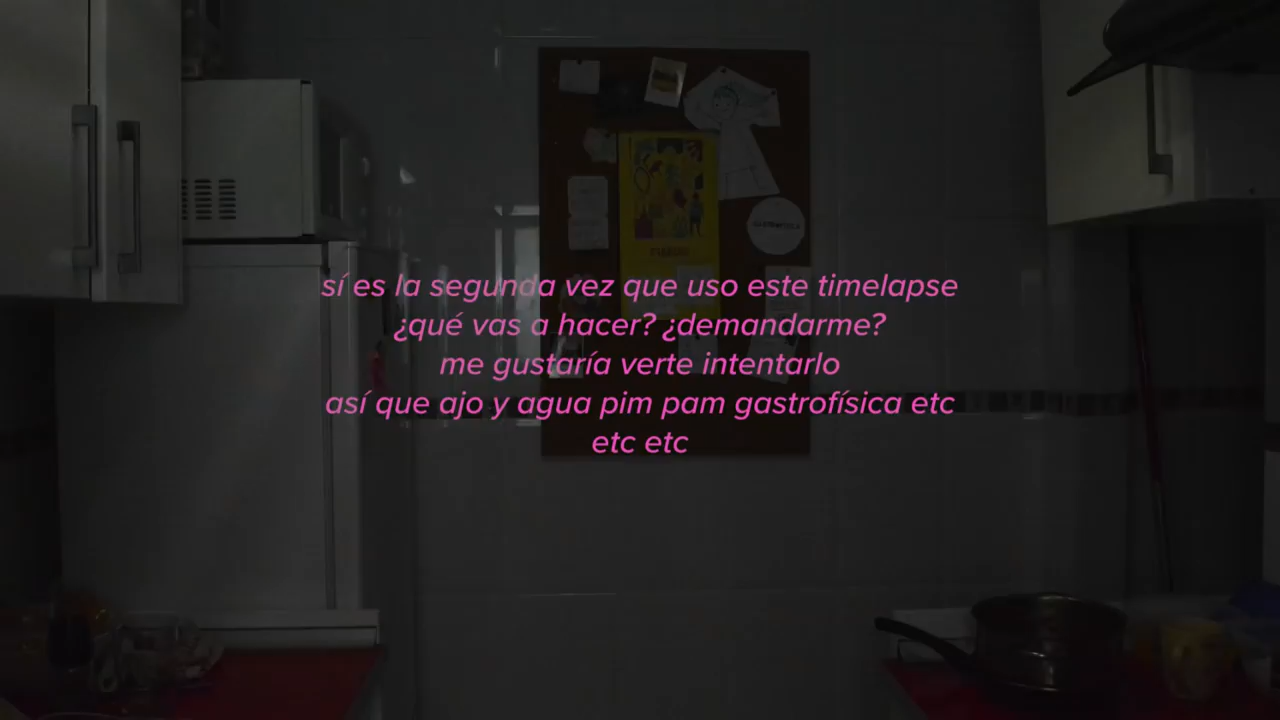 sí es la segunda vez que uso este timelapse
¿qué vas a hacer? ¿demandarme?
me gustaría verte intentarlo
así que ajo y agua pim pam gastrofísica etc
etc etc